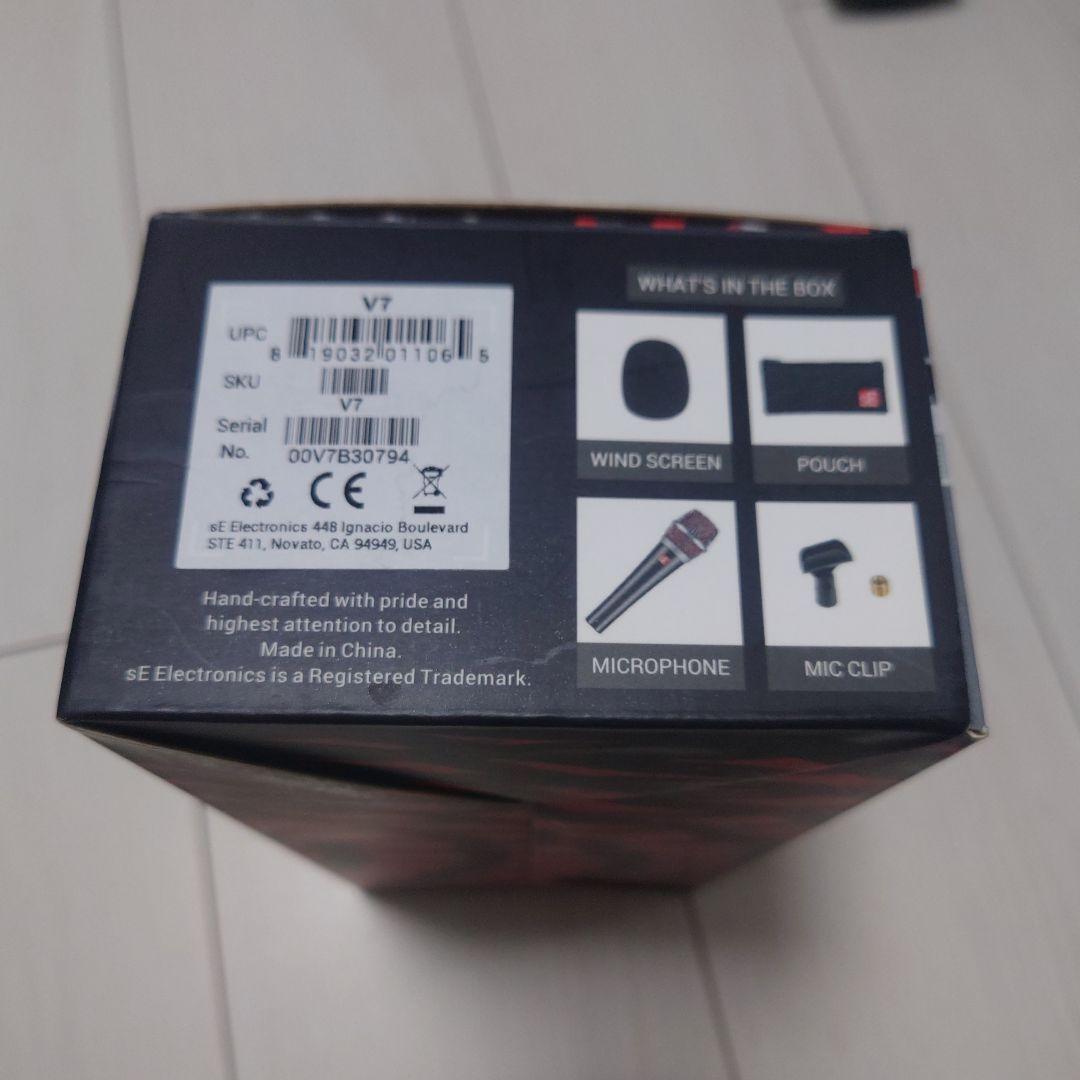 V7
UPC
8 19032 01106 5
SKU
V7
Serial
No.
00V7B30794
CE
sE Electronics 448 Ignacio Boulevard
STE 411, Novato, CA 94949, USA
Hand-crafted with pride and
highest attention to detail.
Made in China.
sE Electronics is a Registered Trademark.
WHAT'S IN THE BOX
WIND SCREEN
POUCH
MICROPHONE
MIC CLIP